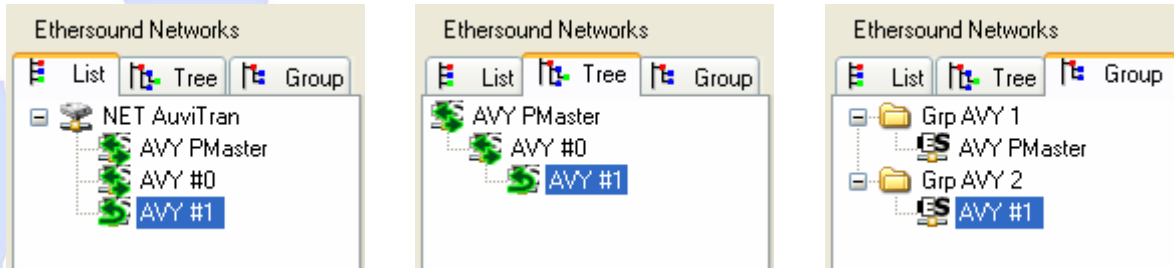 Ethersound Networks
List Tree Group
NET AuviTran
AVY PMaster
AVY #0
AVY #1
Ethersound Networks
List Tree Group
AVY PMaster
AVY #0
AVY #1
Ethersound Networks
List Tree Group
Grp AVY 1
ES AVY PMaster
Grp AVY 2
ES AVY #1